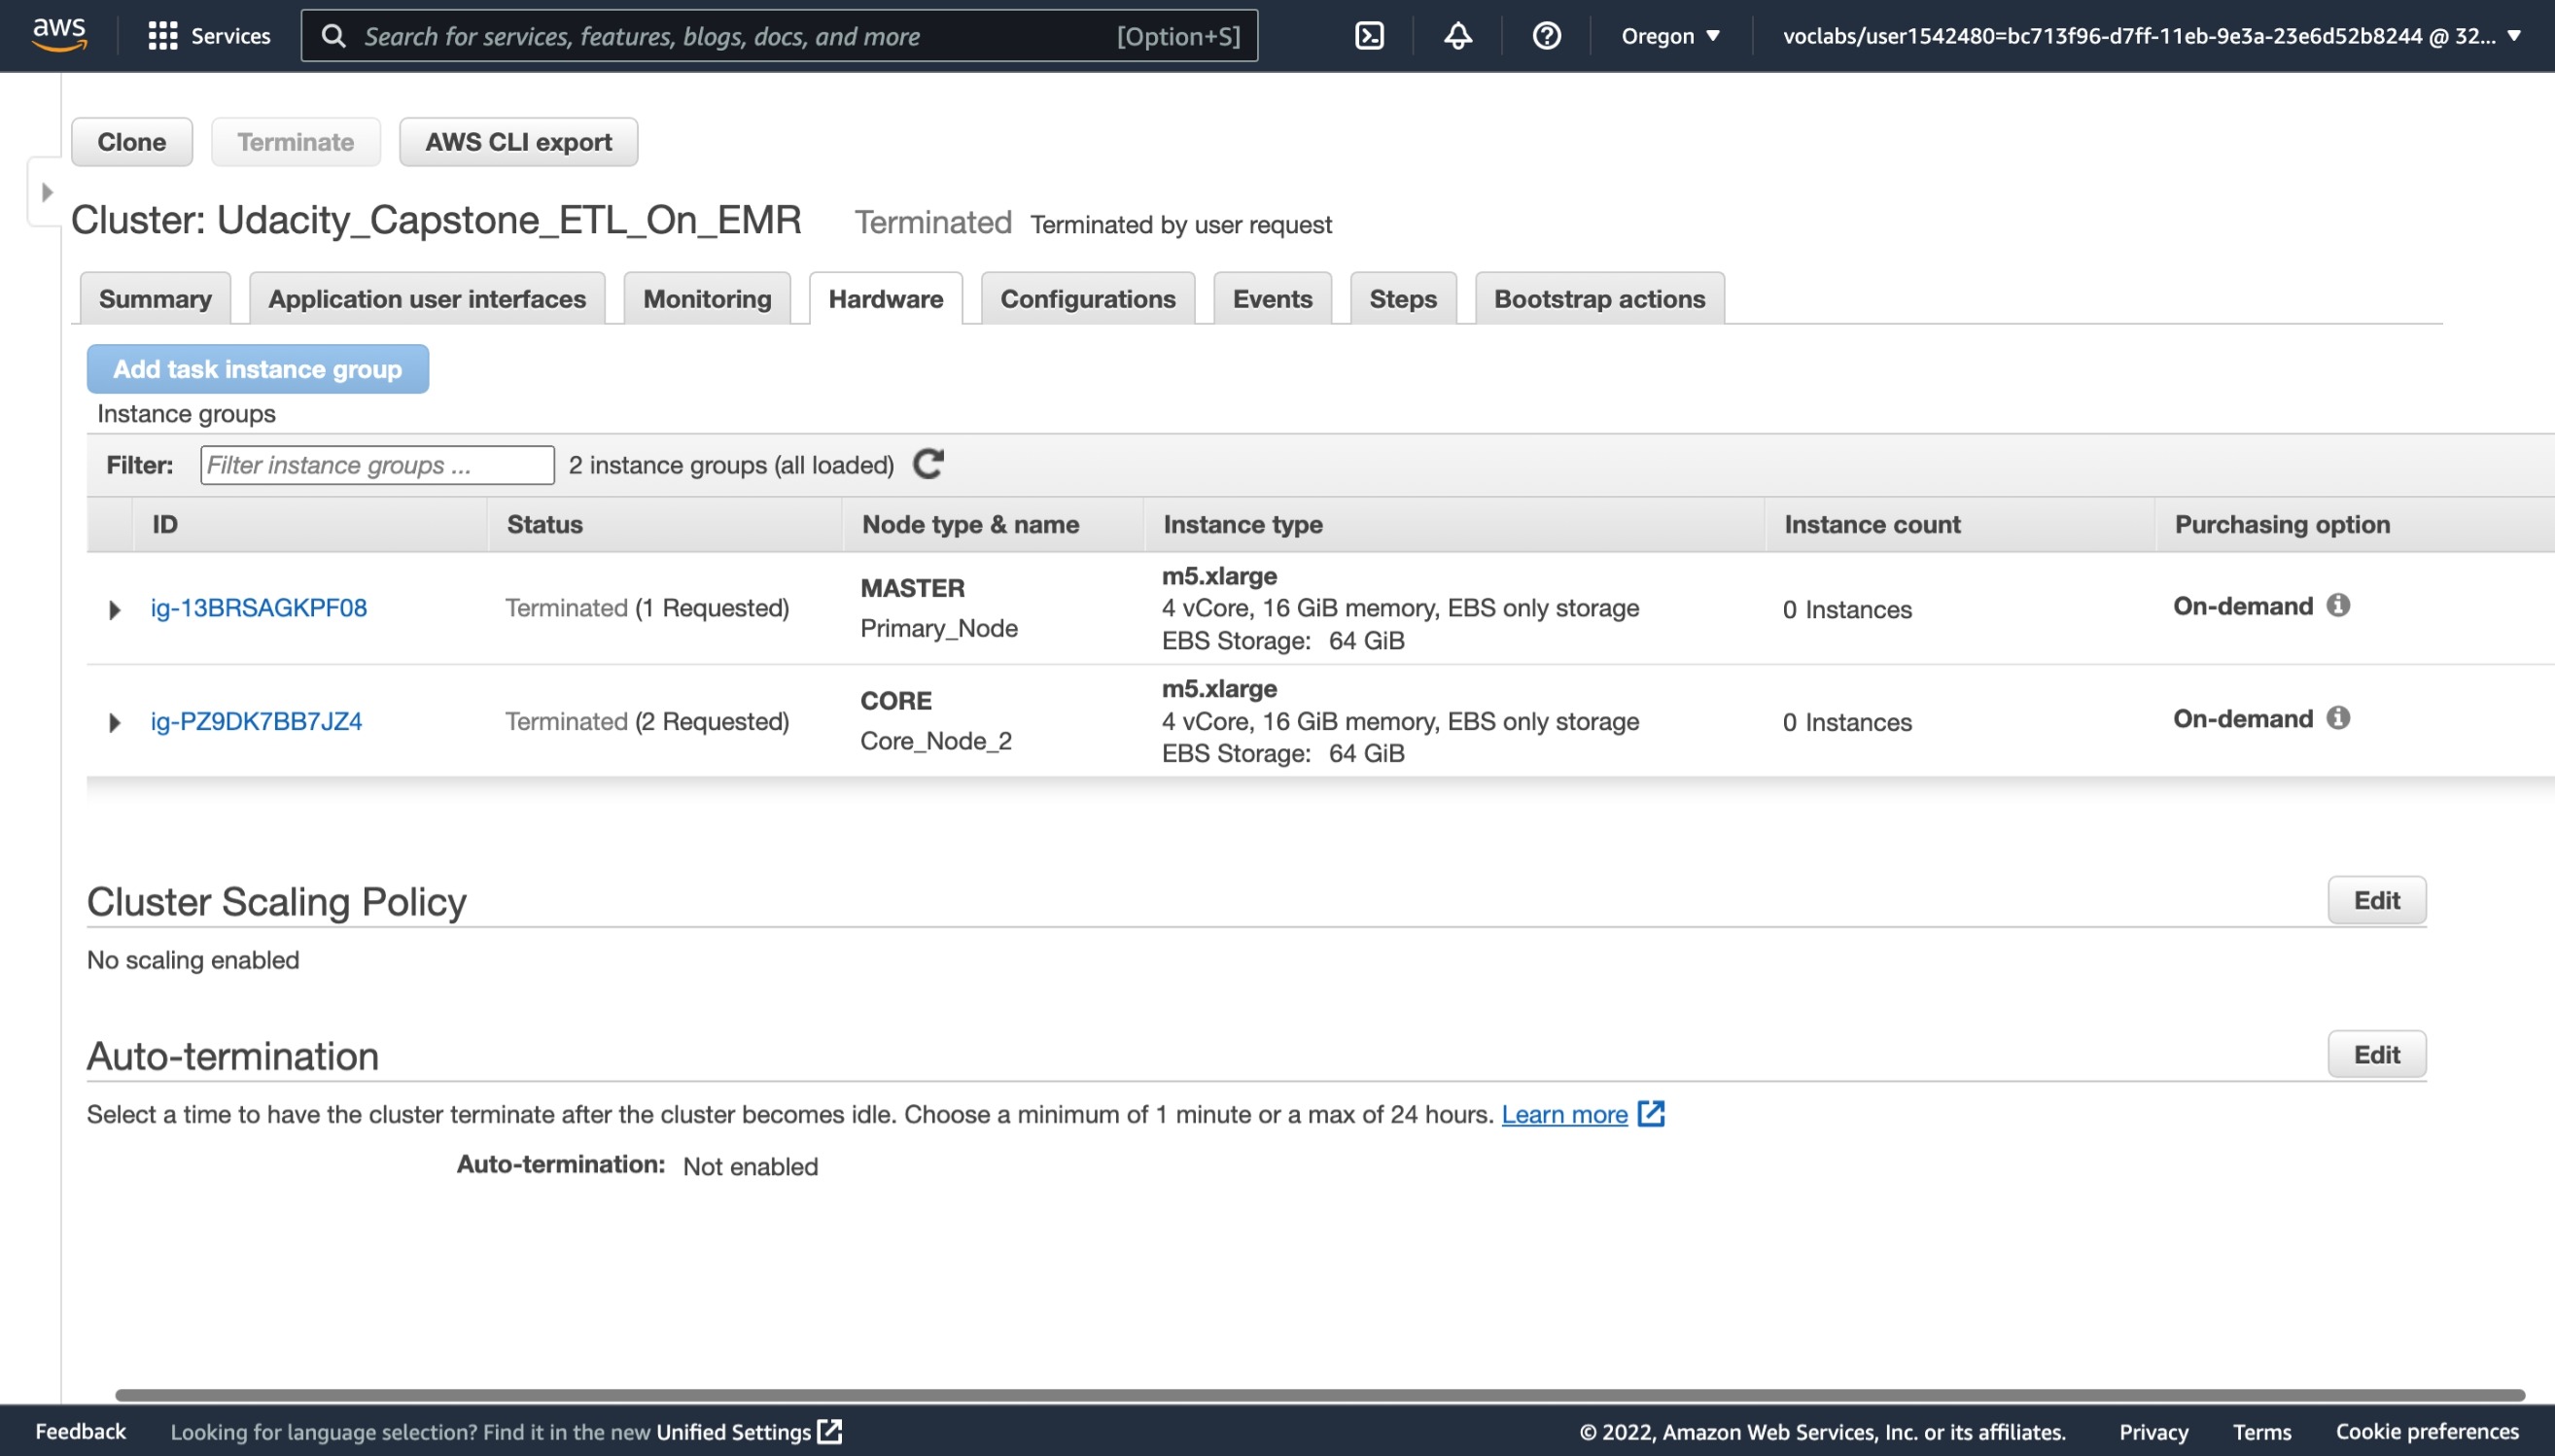 aws
Services
Search for services, features, blogs, docs, and more
[Option+S]
Oregon
voclabs/user1542480=bc713f96-d7ff-11eb-9e3a-23e6d52b8244 @ 32...
Clone
Terminate
AWS CLI export
Cluster: Udacity_Capstone_ETL_On_EMR
Terminated
Terminated by user request
Summary
Application user interfaces
Monitoring
Hardware
Configurations
Events
Steps
Bootstrap actions
Add task instance group
Instance groups
Filter:
Filter instance groups ...
2 instance groups (all loaded)
ID
Status
Node type & name
Instance type
Instance count
Purchasing option
ig-13BRSAGKPF08
Terminated (1 Requested)
MASTER
Primary_Node
m5.xlarge
4 vCore, 16 GiB memory, EBS only storage
EBS Storage: 64 GiB
0 Instances
On-demand
ig-PZ9DK7BB7JZ4
Terminated (2 Requested)
CORE
Core_Node_2
m5.xlarge
4 vCore, 16 GiB memory, EBS only storage
EBS Storage: 64 GiB
0 Instances
On-demand
Cluster Scaling Policy
Edit
No scaling enabled
Auto-termination
Edit
Select a time to have the cluster terminate after the cluster becomes idle. Choose a minimum of 1 minute or a max of 24 hours. Learn more
Auto-termination: Not enabled
Feedback
Looking for language selection? Find it in the new Unified Settings
© 2022, Amazon Web Services, Inc. or its affiliates.
Privacy
Terms
Cookie preferences